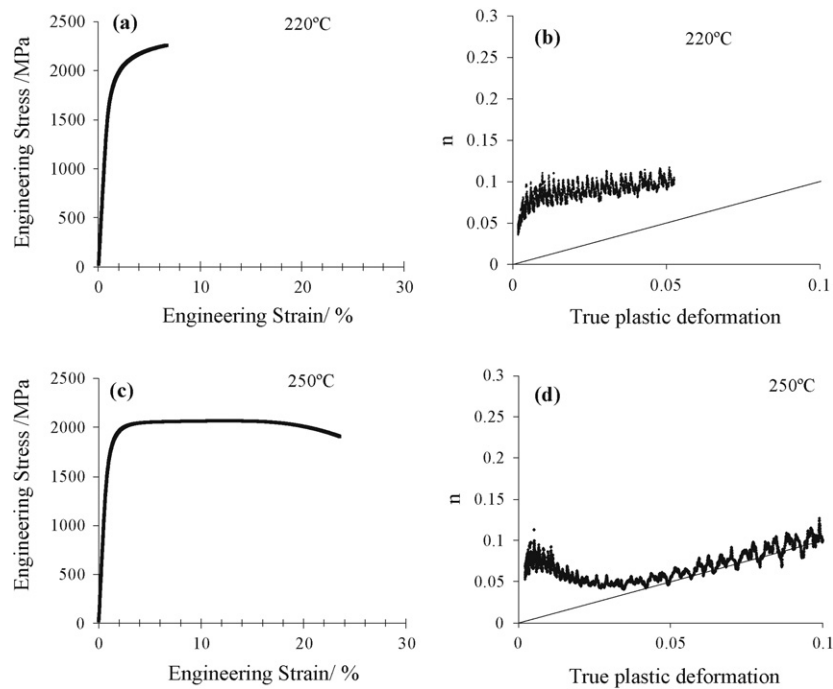 (a)
220ºC
2500
2000
1500
1000
500
0
0
10
20
30
Engineering Stress /MPa
Engineering Strain/ %
(b)
220ºC
0.3
0.25
0.2
0.15
0.1
0.05
0
0
0.05
0.1
n
True plastic deformation
(c)
250ºC
2500
2000
1500
1000
500
0
0
10
20
30
Engineering Stress /MPa
Engineering Strain/ %
(d)
250ºC
0.3
0.25
0.2
0.15
0.1
0.05
0
0
0.05
0.1
n
True plastic deformation